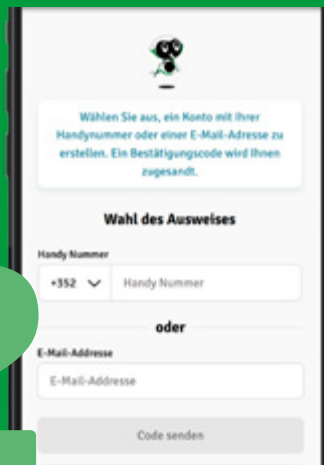 Wählen Sie aus, ein Konto mit Ihrer
Handynummer oder einer E-Mail-Adresse zu
erstellen. Ein Bestätigungscode wird Ihnen
zugesandt.
Wahl des Ausweises
Handy Nummer
+352 Handy Nummer
oder
E-Mail-Addresse
E-Mail-Addresse
Code senden